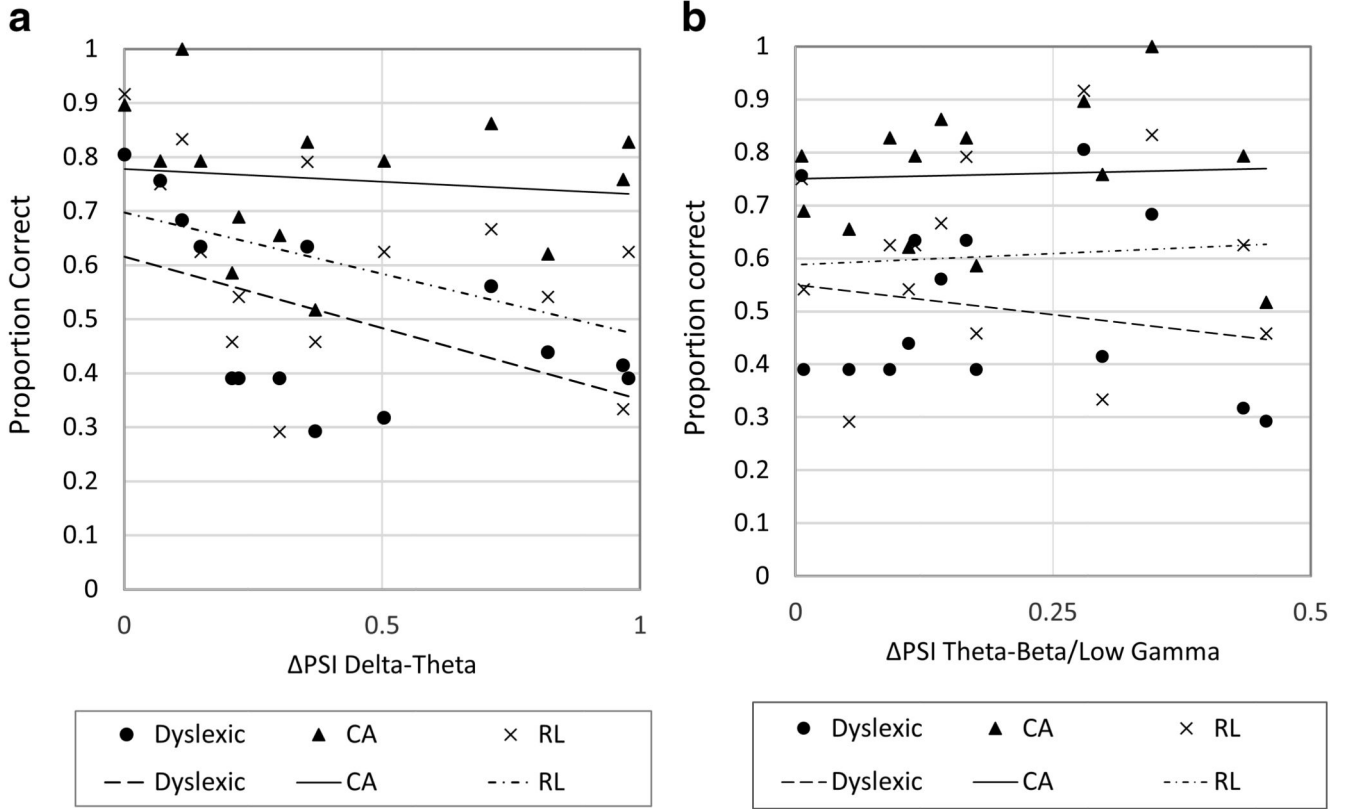 a
1
0.9
0.8
0.7
0.6
0.5
0.4
0.3
0.2
0.1
0
Proportion Correct
0 0.5 1
ΔPSI Delta-Theta
Dyslexic CA RL
Dyslexic CA RL
b
1
0.9
0.8
0.7
0.6
0.5
0.4
0.3
0.2
0.1
0
Proportion correct
0 0.25 0.5
ΔPSI Theta-Beta/Low Gamma
Dyslexic CA RL
Dyslexic CA RL